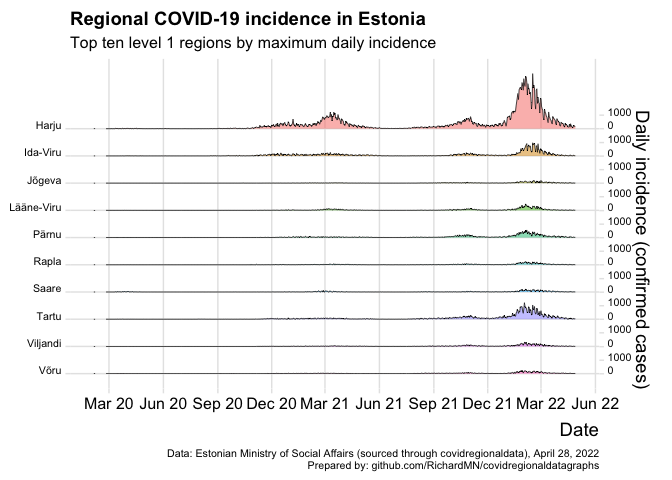 Regional COVID-19 incidence in Estonia
Top ten level 1 regions by maximum daily incidence
Harju
1000
0
Ida-Viru
1000
0
Jõgeva
1000
0
Lääne-Viru
1000
0
Pärnu
1000
0
Rapla
1000
0
Saare
1000
0
Tartu
1000
0
Viljandi
1000
0
Võru
1000
0
Daily incidence (confirmed cases)
Mar 20 Jun 20 Sep 20 Dec 20 Mar 21 Jun 21 Sep 21 Dec 21 Mar 22 Jun 22
Date
Data: Estonian Ministry of Social Affairs (sourced through covidregionaldata), April 28, 2022
Prepared by: github.com/RichardMN/covidregionaldatagraphs